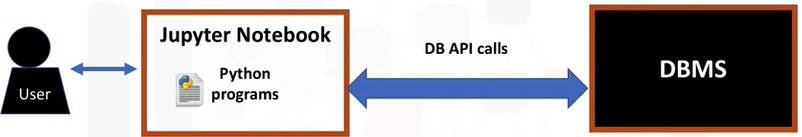 User
Jupyter Notebook
Python
programs
DB API calls
DBMS